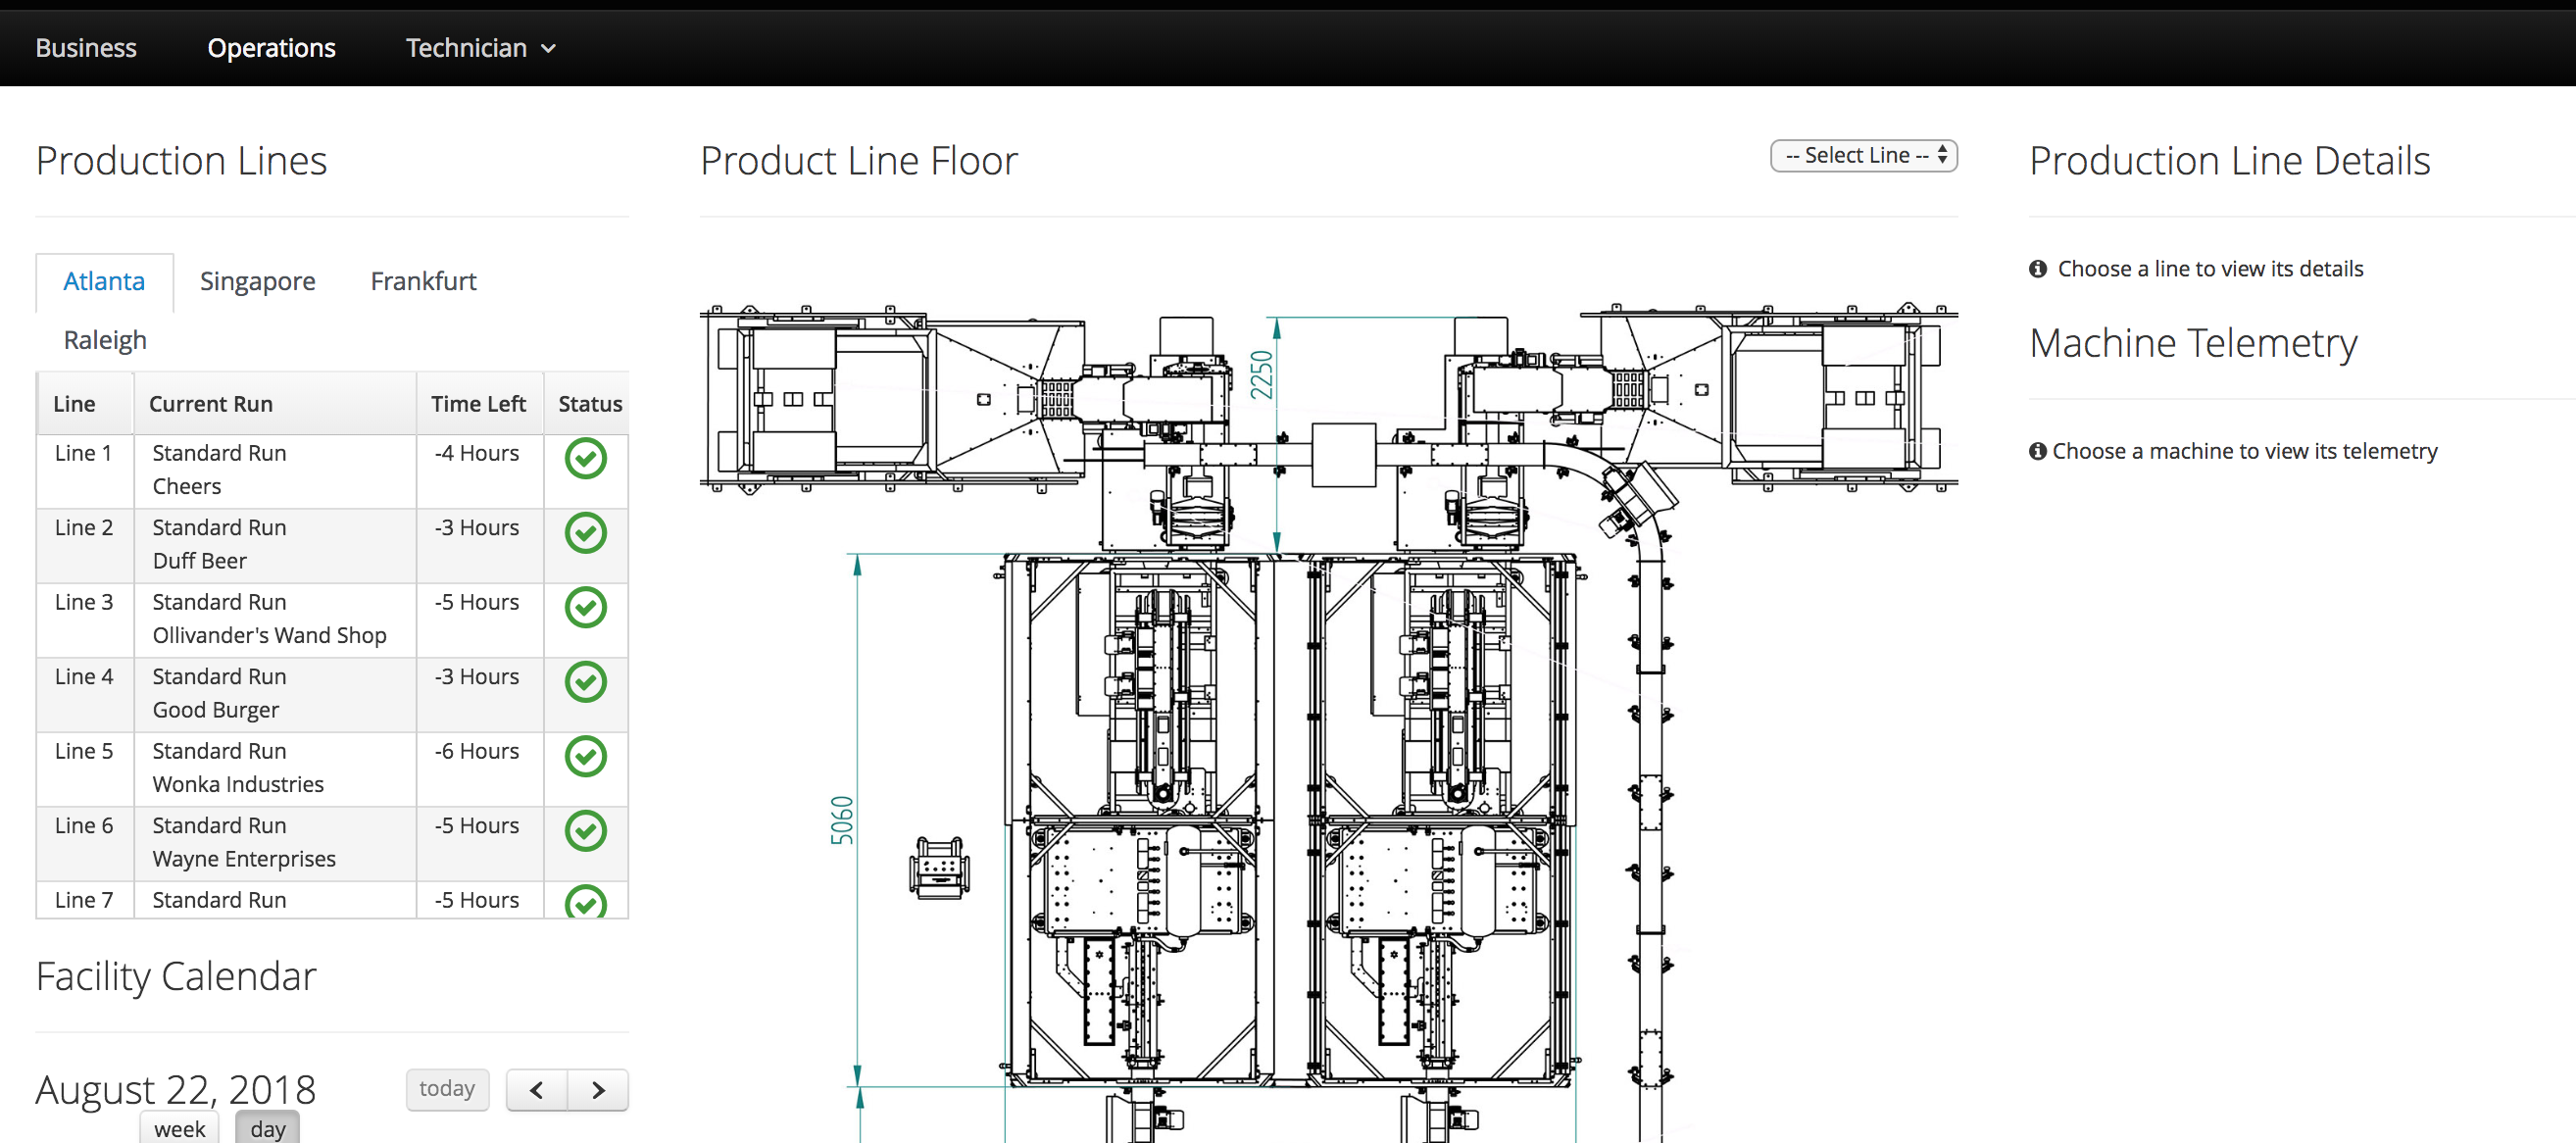 Business Operations Technician
Production Lines
Atlanta Singapore Frankfurt
Raleigh
Line Current Run Time Left Status
Line 1 Standard Run -4 Hours
Cheers
Line 2 Standard Run -3 Hours
Duff Beer
Line 3 Standard Run -5 Hours
Ollivander's Wand Shop
Line 4 Standard Run -3 Hours
Good Burger
Line 5 Standard Run -6 Hours
Wonka Industries
Line 6 Standard Run -5 Hours
Wayne Enterprises
Line 7 Standard Run -5 Hours
Facility Calendar
August 22, 2018 today
week day
Product Line Floor -- Select Line --
2250
5060
Production Line Details
Choose a line to view its details
Machine Telemetry
Choose a machine to view its telemetry